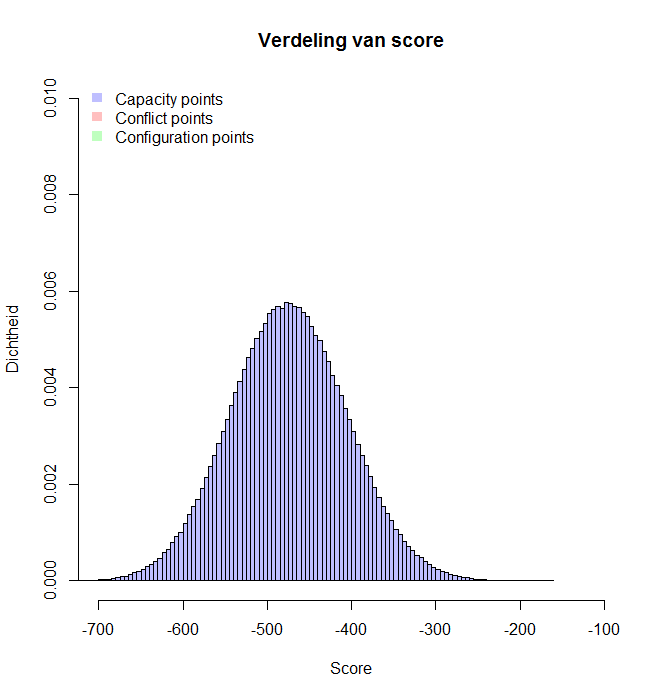 Verdeling van score
Capacity points
Conflict points
Configuration points
Dichtheid
0.010
0.008
0.006
0.004
0.002
0.000
-700 -600 -500 -400 -300 -200 -100
Score